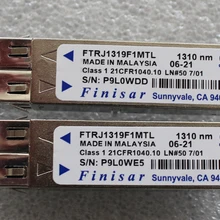 FTRJ1319F1MTL 1310 nm
MADE IN MALAYSIA 06-21
Class 1 21CFR1040.10 LN#50 7/01
Finisar Sunnyvale, CA
S/N: P9L0WDD
FTRJ1319F1MTL 1310 nm
MADE IN MALAYSIA 06-21
Class 1 21CFR1040.10 LN#50 7/01
Finisar Sunnyvale, CA
S/N: P9L0WE5